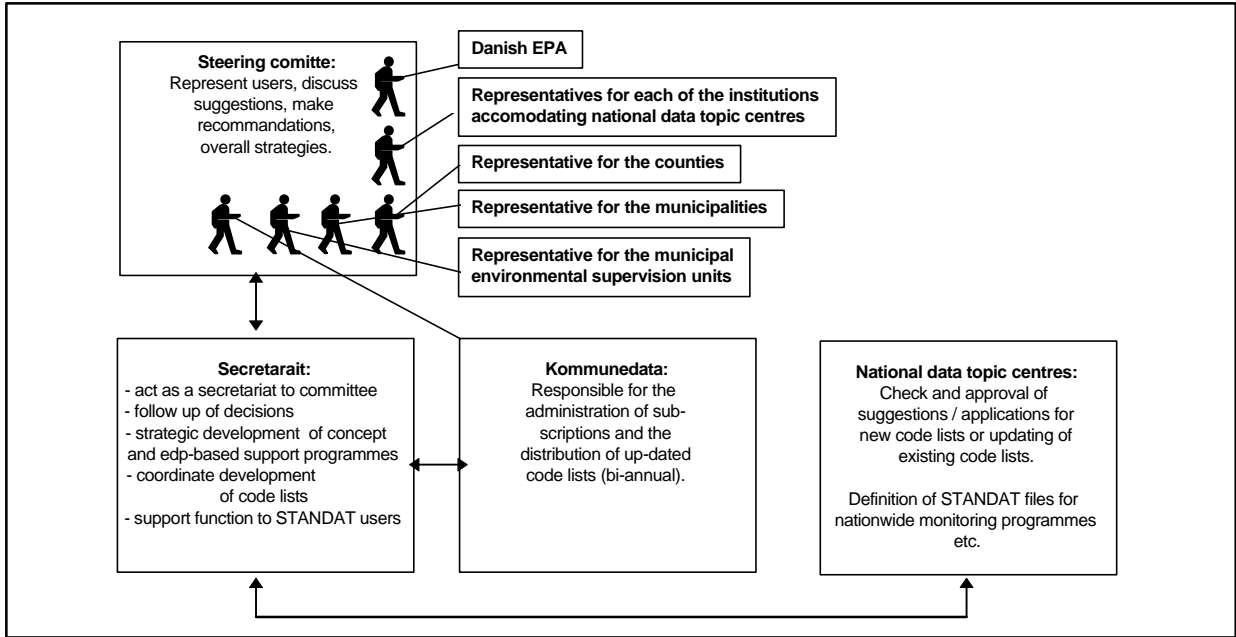 Steering comitte:
Represent users, discuss
suggestions, make
recommandations,
overall strategies.
Danish EPA
Representatives for each of the institutions
accomodating national data topic centres
Representative for the counties
Representative for the municipalities
Representative for the municipal
environmental supervision units
Secretarait:
- act as a secretariat to committee
- follow up of decisions
- strategic development of concept
and edp-based support programmes
- coordinate development
of code lists
- support function to STANDAT users
Kommunedata:
Responsible for the
administration of sub-
scriptions and the
distribution of up-dated
code lists (bi-annual).
National data topic centres:
Check and approval of
suggestions / applications for
new code lists or updating of
existing code lists.
Definition of STANDAT files for
nationwide monitoring programmes
etc.